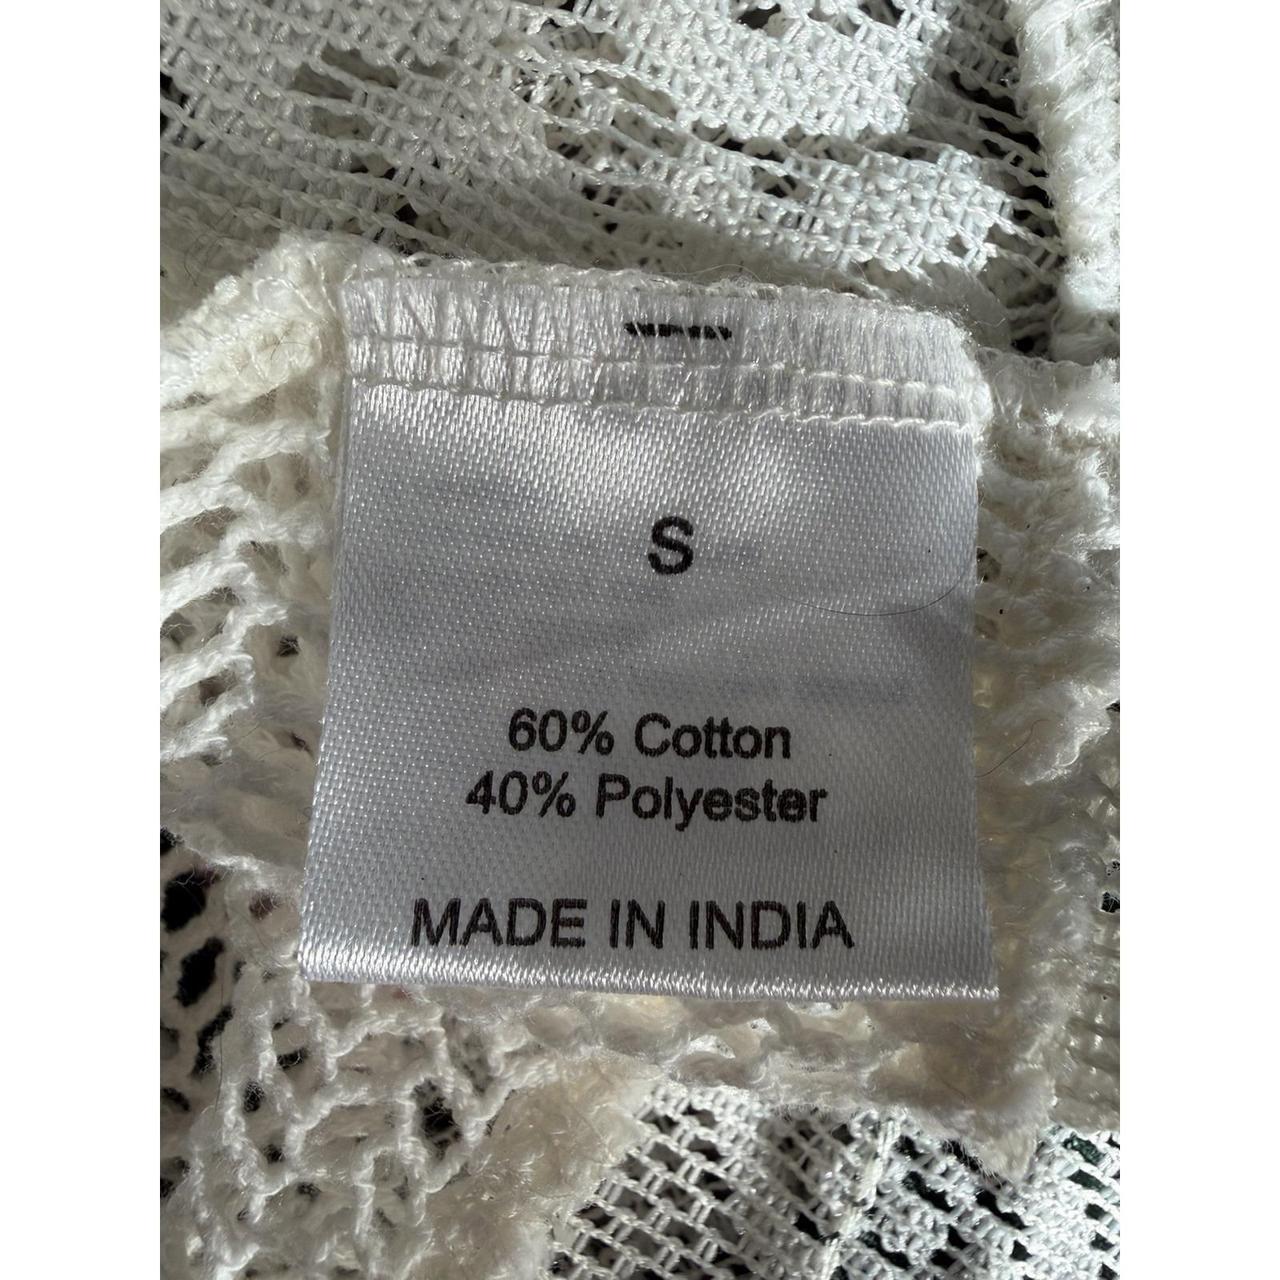 S
60% Cotton
40% Polyester
MADE IN INDIA